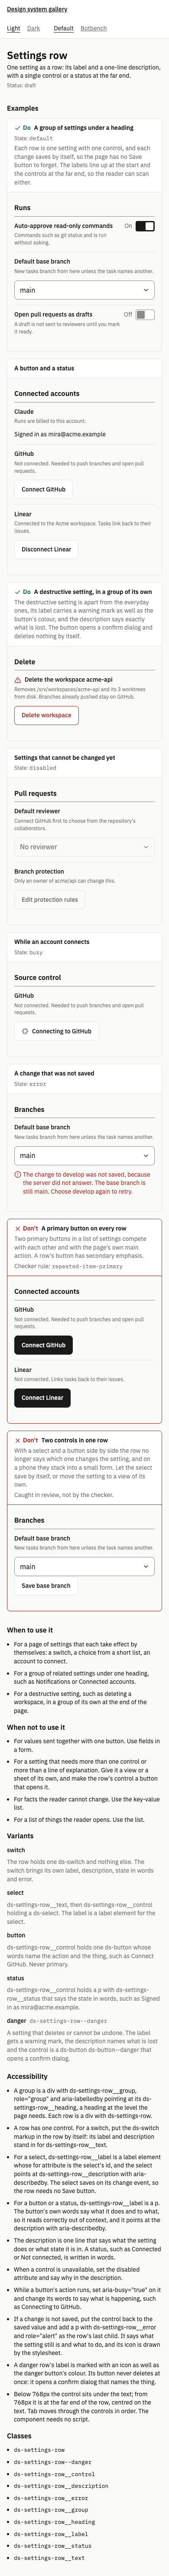 Design system gallery
Light Dark Default Botbench
Settings row
One setting as a row: its label and a one-line description,
with a single control or a status at the far end.
Status: draft
Examples
Do A group of settings under a heading
State: default
Each row is one setting with one control, and each
change saves by itself, so the page has no Save
button to forget. The labels line up at the start and
the controls at the far end, so the reader can scan
either.
Runs
Auto-approve read-only commands On
Commands such as git status and ls run
without asking.
Default base branch
New tasks branch from here unless the task names another.
main
Open pull requests as drafts Off
A draft is not sent to reviewers until you mark
it ready.
A button and a status
Connected accounts
Claude
Runs are billed to this account.
Signed in as mira@acme.example
GitHub
Not connected. Needed to push branches and open pull
requests.
Connect GitHub
Linear
Connected to the Acme workspace. Tasks link back to their
issues.
Disconnect Linear
Do A destructive setting, in a group of its own
The destructive setting is apart from the everyday
ones, its label carries a warning mark as well as the
button's colour, and the description says exactly
what is lost. The button opens a confirm dialog and
deletes nothing by itself.
Delete
Delete the workspace acme-api
Removes /srv/workspaces/acme-api and its 3 worktrees
from disk. Branches already pushed stay on GitHub.
Delete workspace
Settings that cannot be changed yet
State: disabled
Pull requests
Default reviewer
Connect GitHub first to choose from the repository's
collaborators.
No reviewer
Branch protection
Only an owner of acme/api can change this.
Edit protection rules
While an account connects
State: busy
Source control
GitHub
Not connected. Needed to push branches and open pull
requests.
Connecting to GitHub
A change that was not saved
State: error
Branches
Default base branch
New tasks branch from here unless the task names another.
main
The change to develop was not saved, because
the server did not answer. The base branch is
still main. Choose develop again to retry.
Don't A primary button on every row
Two primary buttons in a list of settings compete
with each other and with the page's own main
action. A row's button has secondary emphasis.
Checker rule: repeated-item-primary
Connected accounts
GitHub
Not connected. Needed to push branches and open pull
requests.
Connect GitHub
Linear
Not connected. Links tasks back to their issues.
Connect Linear
Don't Two controls in one row
With a select and a button side by side the row no
longer says which one changes the setting, and on
a phone they stack into a small form. Let the select
save by itself, or move the setting to a view of its
own.
Caught in review, not by the checker.
Branches
Default base branch
New tasks branch from here unless the task names another.
main
Save base branch
When to use it
For a page of settings that each take effect by
themselves: a switch, a choice from a short list, an
account to connect.
For a group of related settings under one heading,
such as Notifications or Connected accounts.
For a destructive setting, such as deleting a
workspace, in a group of its own at the end of the
page.
When not to use it
For values sent together with one button. Use fields in
a form.
For a setting that needs more than one control or
more than a line of explanation. Give it a view or a
sheet of its own, and make the row's control a button
that opens it.
For facts the reader cannot change. Use the key-value
list.
For a list of things the reader opens. Use the list.
Variants
switch
The row holds one ds-switch and nothing else. The
switch brings its own label, description, state in words
and error.
select
ds-settings-row__text, then ds-settings-row__control
holding a ds-select. The label is a label element for the
select.
button
ds-settings-row__control holds one ds-button whose
words name the action and the thing, such as Connect
GitHub. Never primary.
status
ds-settings-row__control holds a p with ds-settings-
row__status that says the state in words, such as Signed
in as mira@acme.example.
danger ds-settings-row--danger
A setting that deletes or cannot be undone. The label
gets a warning mark, the description names what is lost
and the control is a ds-button ds-button--danger that
opens a confirm dialog.
Accessibility
A group is a div with ds-settings-row__group,
role="group" and aria-labelledby pointing at its ds-
settings-row__heading, a heading at the level the
page needs. Each row is a div with ds-settings-row.
A row has one control. For a switch, put the ds-switch
markup in the row by itself: its label and description
stand in for ds-settings-row__text.
For a select, ds-settings-row__label is a label element
whose for attribute is the select's id, and the select
points at ds-settings-row__description with aria-
describedby. The select saves on its change event, so
the row needs no Save button.
For a button or a status, ds-settings-row__label is a p.
The button's own words say what it does and to what,
so it reads correctly out of context, and it points at the
description with aria-describedby.
The description is one line that says what the setting
does or what state it is in. A status, such as Connected
or Not connected, is written in words.
When a control is unavailable, set the disabled
attribute and say why in the description.
While a button's action runs, set aria-busy="true" on it
and change its words to say what is happening, such
as Connecting to GitHub.
If a change is not saved, put the control back to the
saved value and add a p with ds-settings-row__error
and role="alert" as the row's last child. It says what
the setting still is and what to do, and its icon is drawn
by the stylesheet.
A danger row's label is marked with an icon as well as
the danger button's colour. Its button never deletes at
once: it opens a confirm dialog that names the thing.
Below 768px the control sits under the text; from
768px it is at the far end of the row, centred on the
text. Tab moves through the controls in order. The
component needs no script.
Classes
ds-settings-row
ds-settings-row--danger
ds-settings-row__control
ds-settings-row__description
ds-settings-row__error
ds-settings-row__group
ds-settings-row__heading
ds-settings-row__label
ds-settings-row__status
ds-settings-row__text